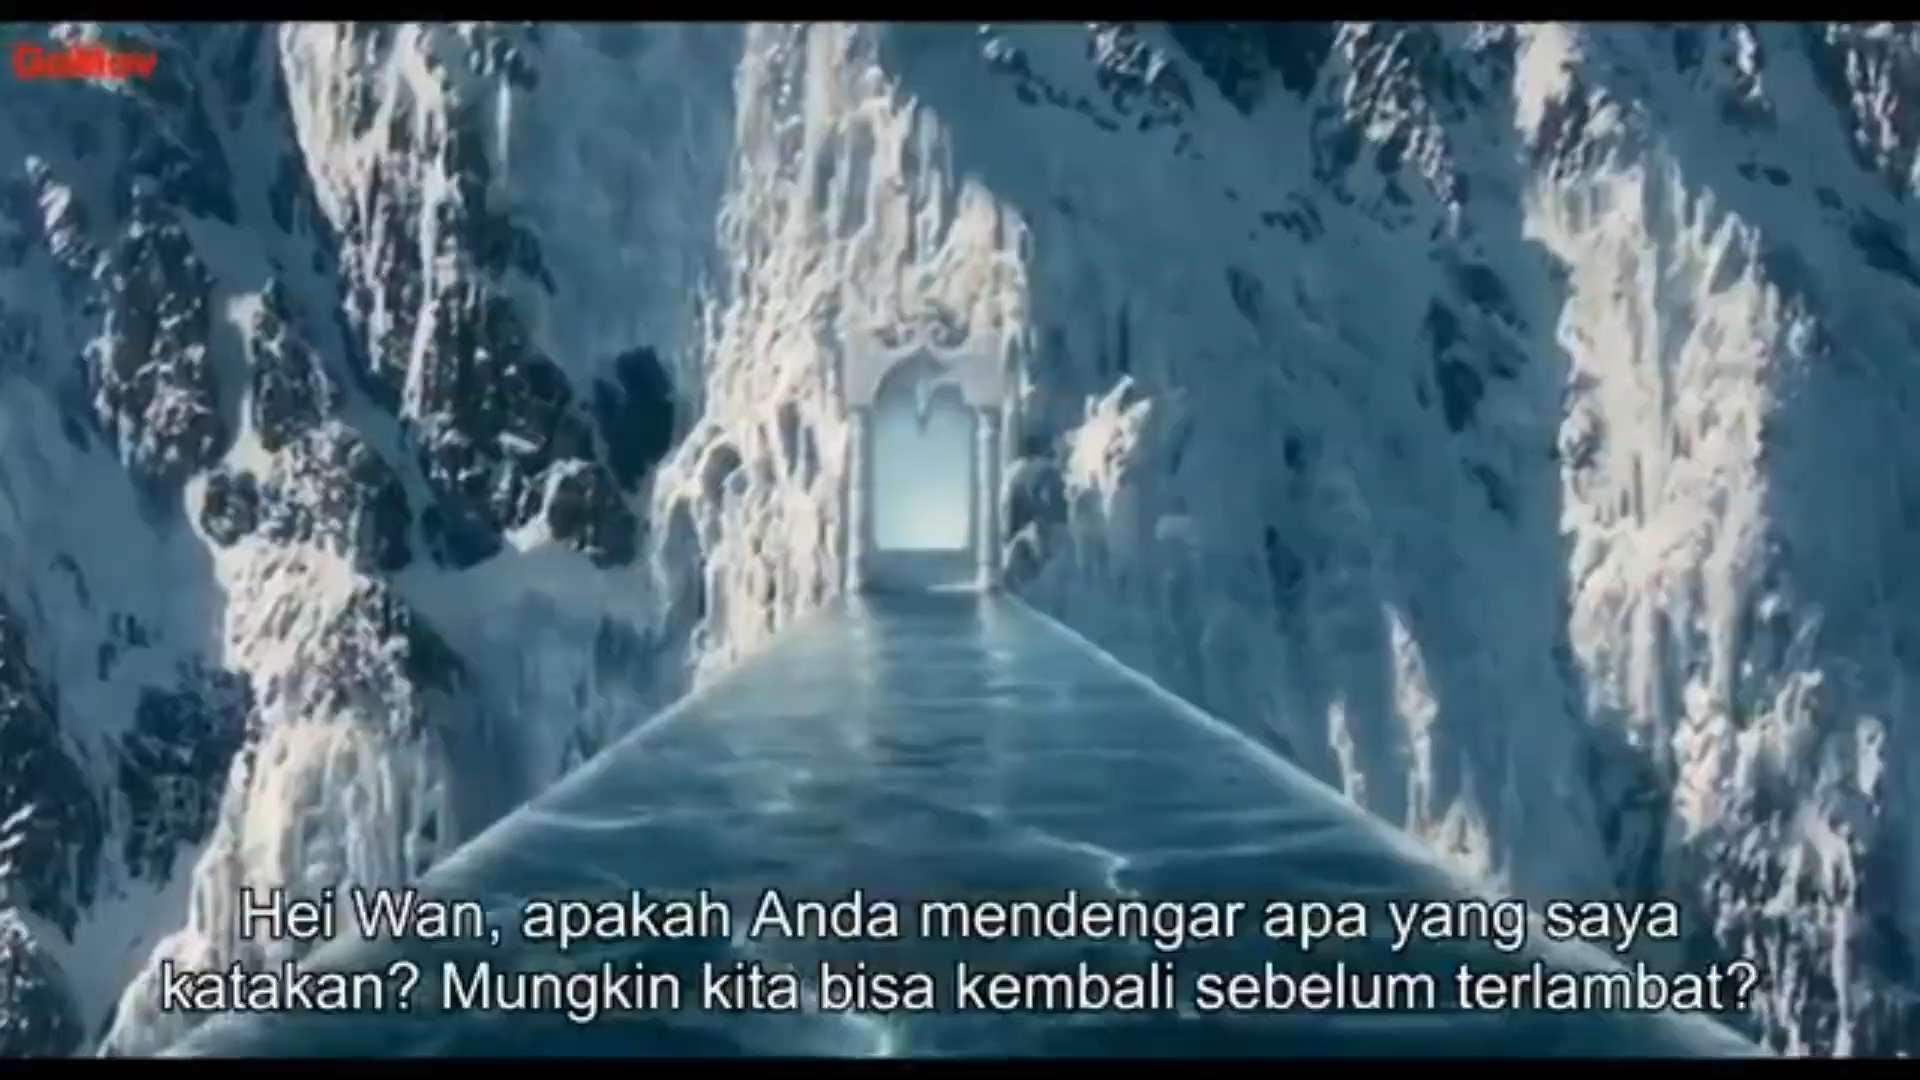 Hei Wan, apakah Anda mendengar apa yang saya
katakan? Mungkin kita bisa kembali sebelum terlambat?